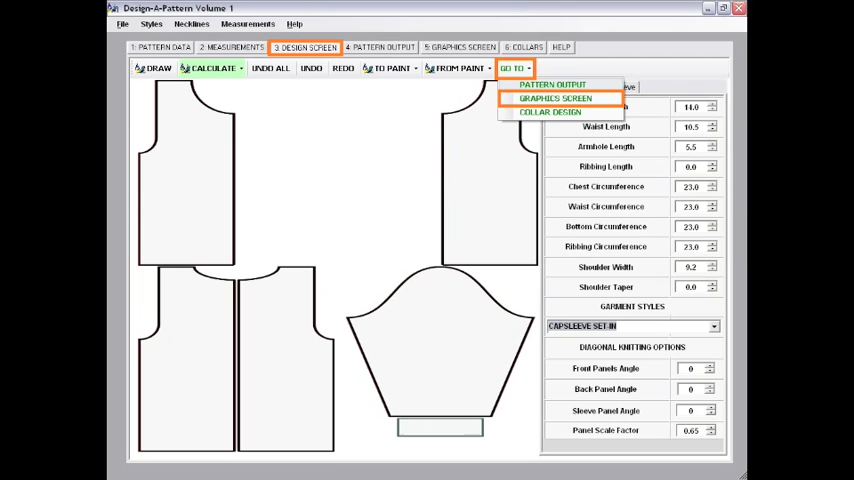 Design-A-Pattern Volume 1
File Styles Necklines Measurements Help
1: PATTERN DATA 2: MEASUREMENTS 3: DESIGN SCREEN 4: PATTERN OUTPUT 5: GRAPHICS SCREEN 6: COLLARS HELP
DRAW CALCULATE UNDO ALL UNDO REDO TO PAINT FROM PAINT GO TO
PATTERN OUTPUT
GRAPHICS SCREEN
COLLAR DESIGN
14.0
Waist Length 10.5
Armhole Length 5.5
Ribbing Length 0.0
Chest Circumference 23.0
Waist Circumference 23.0
Bottom Circumference 23.0
Ribbing Circumference 23.0
Shoulder Width 9.2
Shoulder Taper 0.0
GARMENT STYLES
CAPSLEEVE SET-IN
DIAGONAL KNITTING OPTIONS
Front Panels Angle 0
Back Panel Angle 0
Sleeve Panel Angle 0
Panel Scale Factor 0.65